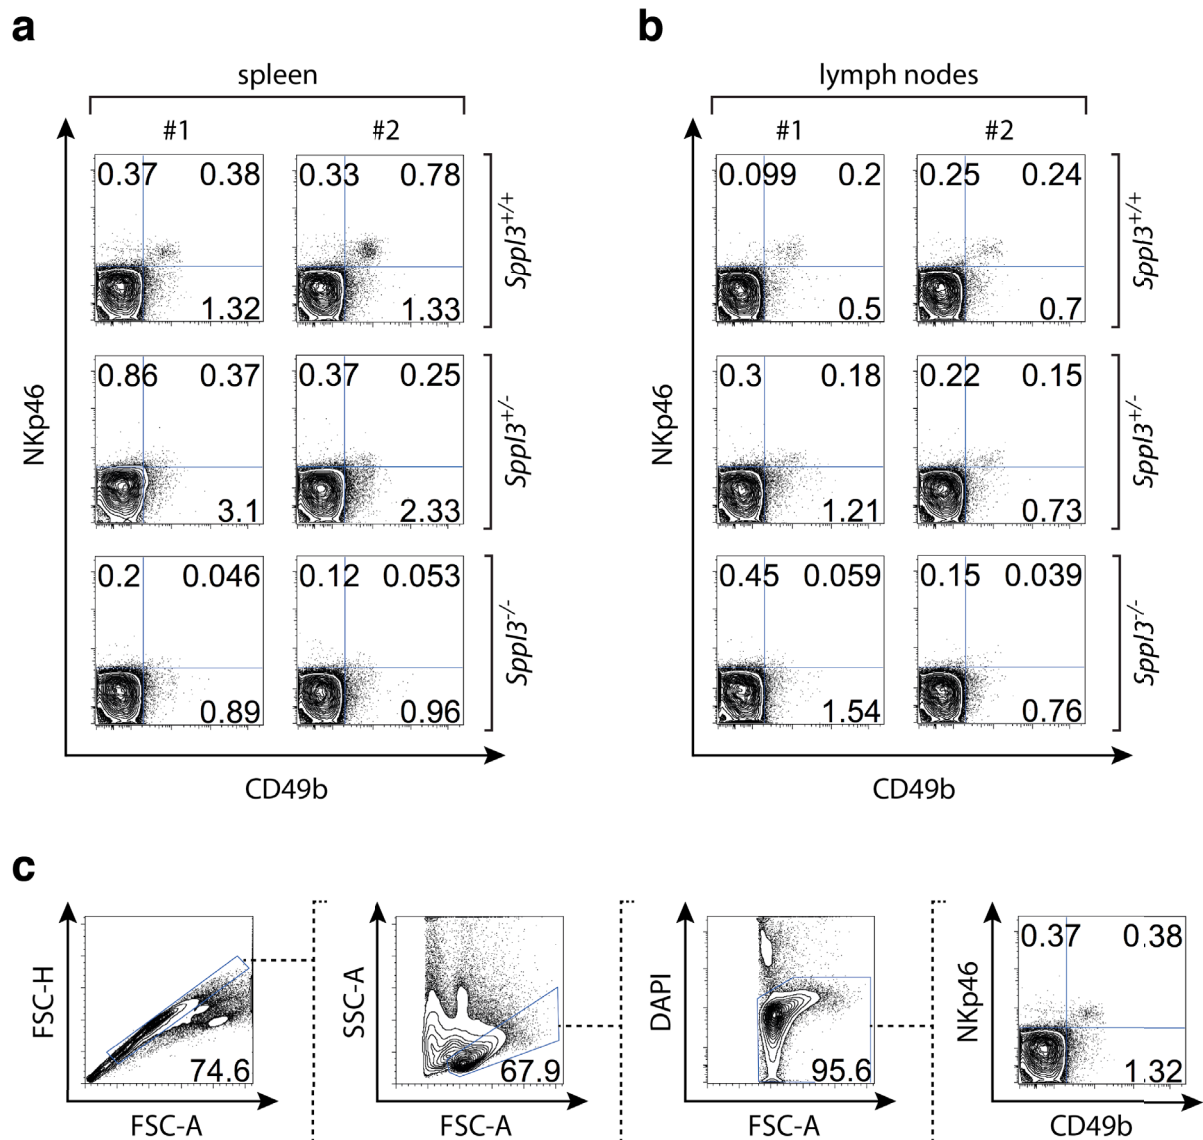 a
spleen
#1 #2
0.37 0.38 0.33 0.78
1.32 1.33
Sppl3+/+
0.86 0.37 0.37 0.25
3.1 2.33
Sppl3+/-
0.2 0.046 0.12 0.053
0.89 0.96
Sppl3-/-
NKp46
CD49b
b
lymph nodes
#1 #2
0.099 0.2 0.25 0.24
0.5 0.7
Sppl3+/+
0.3 0.18 0.22 0.15
1.21 0.73
Sppl3+/-
0.45 0.059 0.15 0.039
1.54 0.76
Sppl3-/-
NKp46
CD49b
c
FSC-H
74.6
FSC-A
SSC-A
67.9
FSC-A
DAPI
95.6
FSC-A
NKp46
0.37 0.38
1.32
CD49b